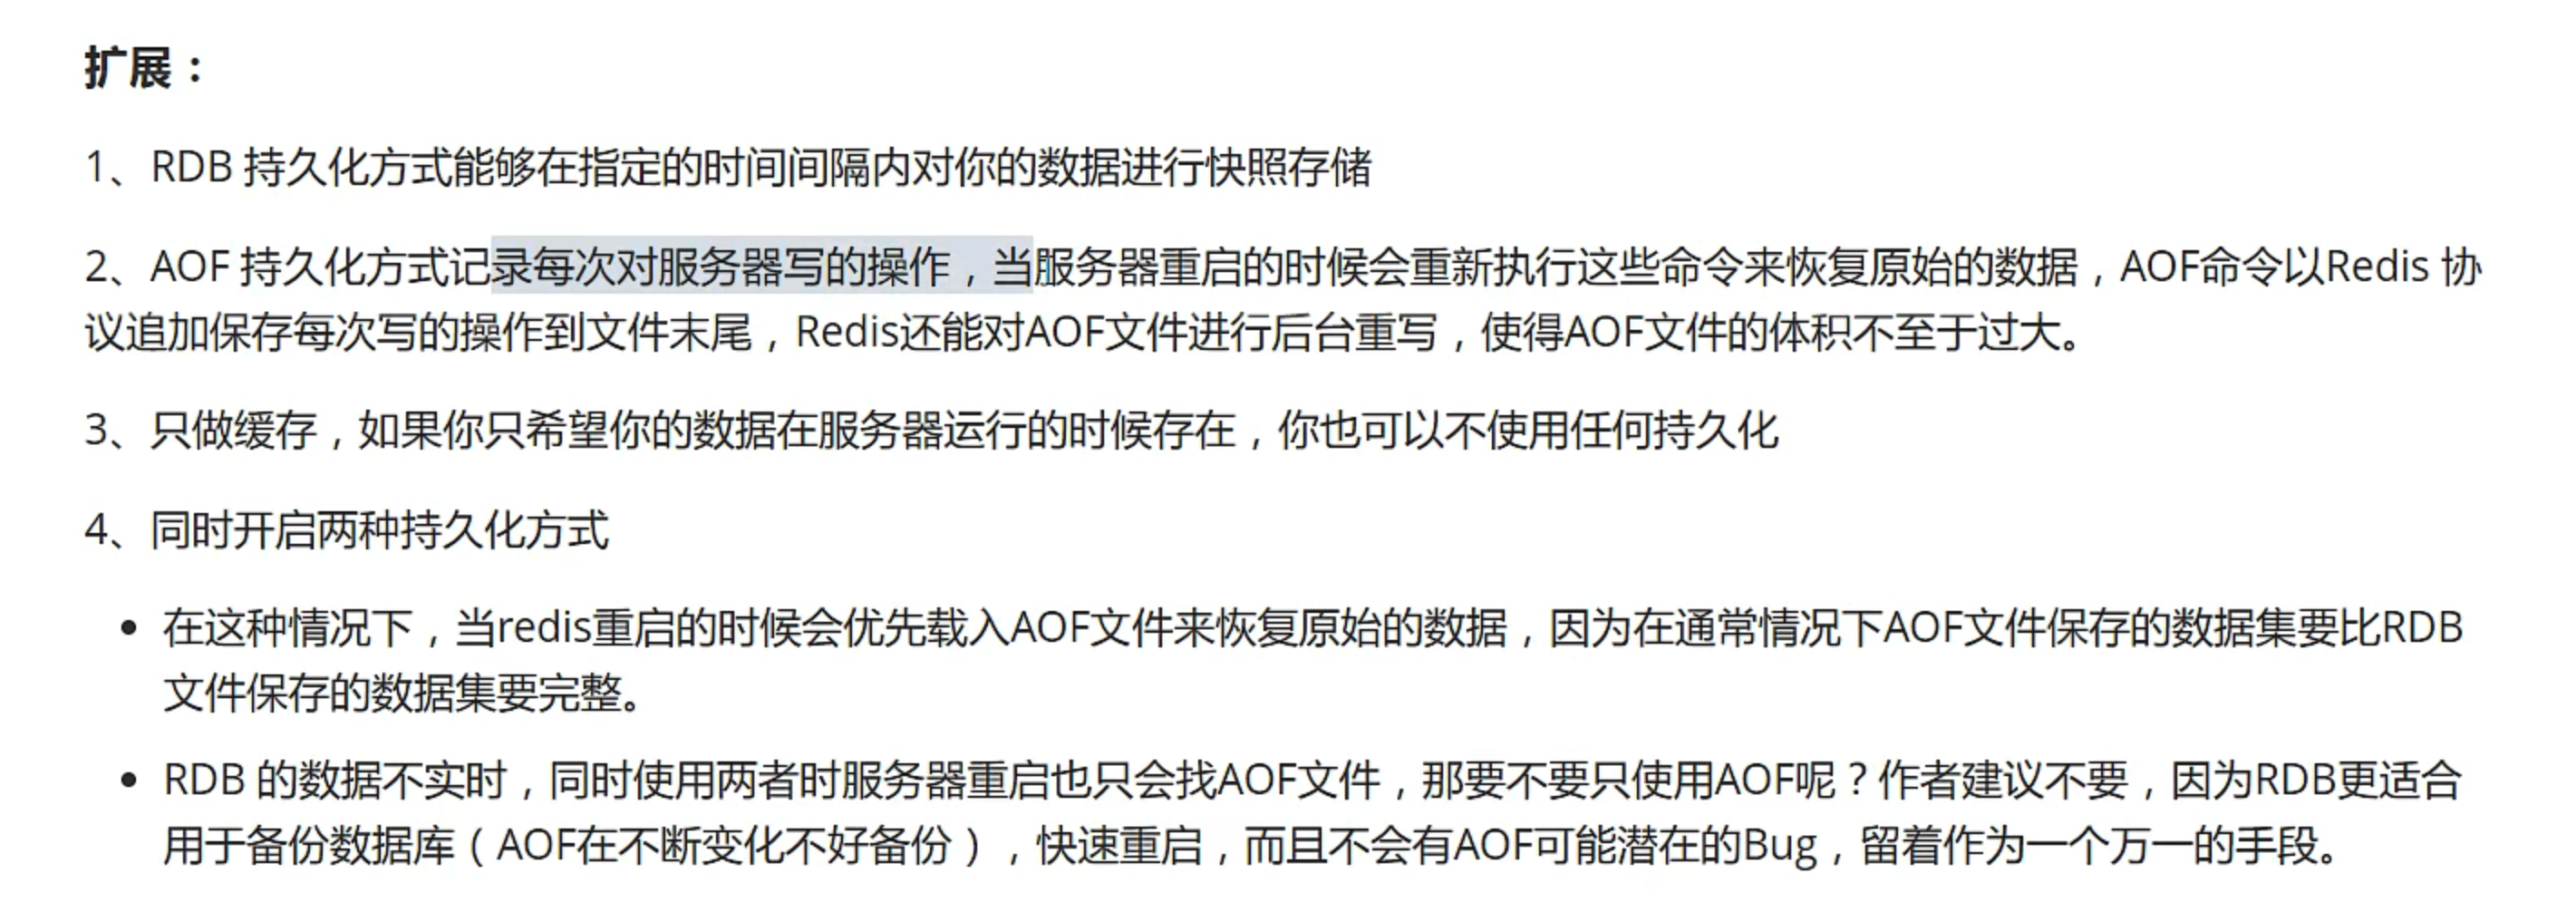 扩展：
1、RDB 持久化方式能够在指定的时间间隔内对你的数据进行快照存储
2、AOF 持久化方式记录每次对服务器写的操作，当服务器重启的时候会重新执行这些命令来恢复原始的数据，AOF命令以Redis 协
议追加保存每次写的操作到文件末尾，Redis还能对AOF文件进行后台重写，使得AOF文件的体积不至于过大。
3、只做缓存，如果你只希望你的数据在服务器运行的时候存在，你也可以不使用任何持久化
4、同时开启两种持久化方式
• 在这种情况下，当redis重启的时候会优先载入AOF文件来恢复原始的数据，因为在通常情况下AOF文件保存的数据集要比RDB
文件保存的数据集要完整。
• RDB 的数据不实时，同时使用两者时服务器重启也只会找AOF文件，那要不要只使用AOF呢？作者建议不要，因为RDB更适合
用于备份数据库（AOF在不断变化不好备份），快速重启，而且不会有AOF可能潜在的Bug，留着作为一个万一的手段。